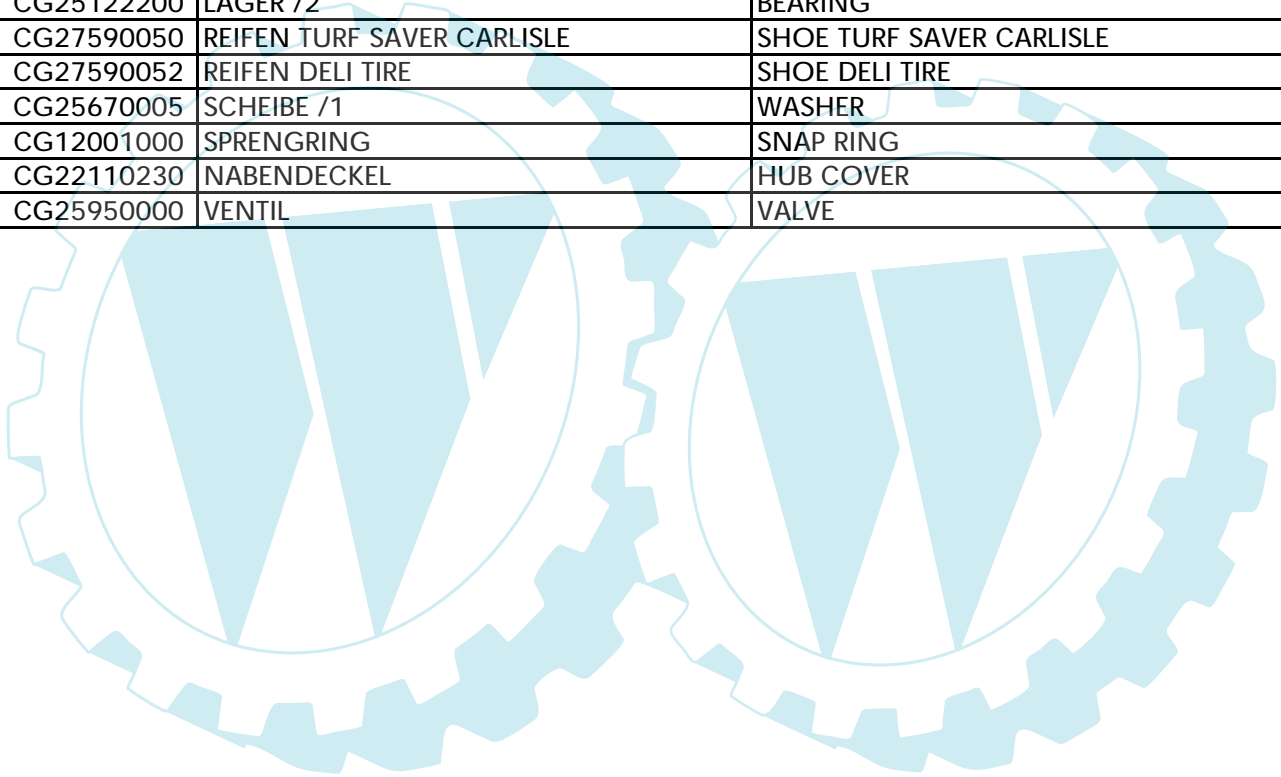 CG25122200 LAGER /2 BEARING
CG27590050 REIFEN TURF SAVER CARLISLE SHOE TURF SAVER CARLISLE
CG27590052 REIFEN DELI TIRE SHOE DELI TIRE
CG25670005 SCHEIBE /1 WASHER
CG12001000 SPRENGRING SNAP RING
CG22110230 NABENDECKEL HUB COVER
CG25950000 VENTIL VALVE